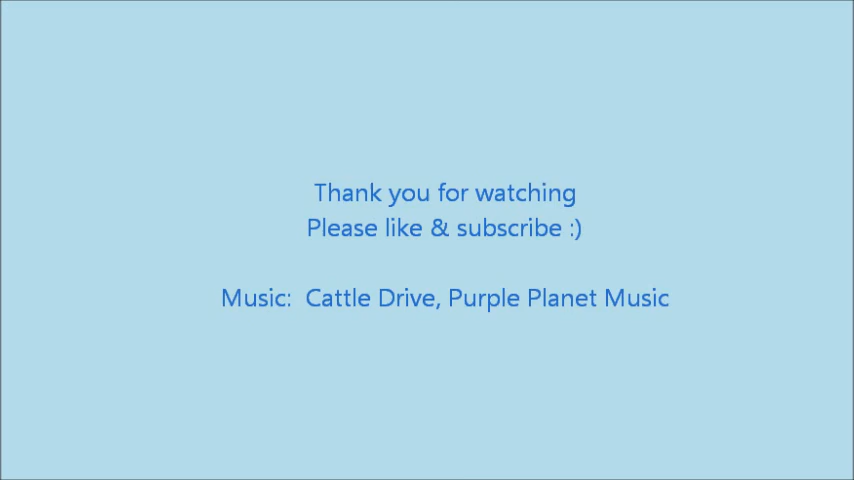 Thank you for watching
Please like & subscribe :)
Music:  Cattle Drive, Purple Planet Music